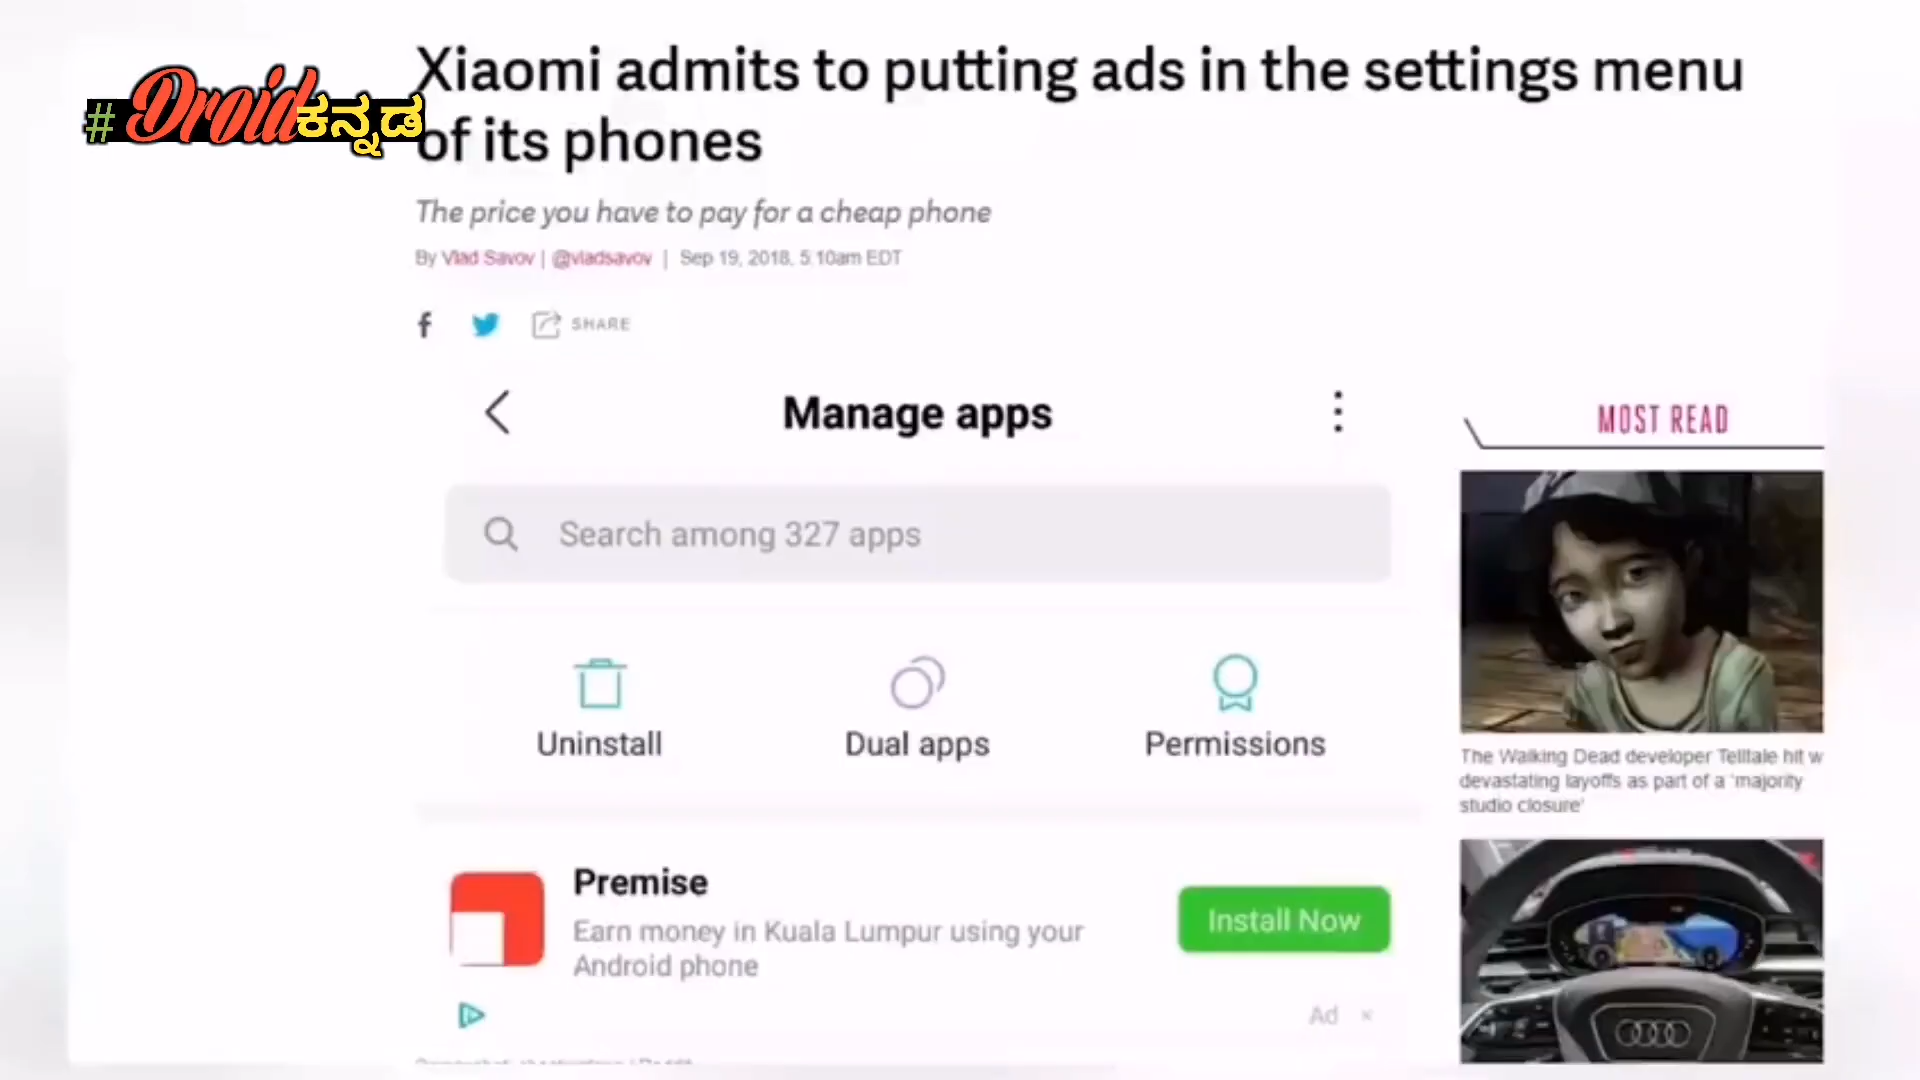 #Droidಕನ್ನಡ
Xiaomi admits to putting ads in the settings menu
of its phones
The price you have to pay for a cheap phone
By Vlad Savov | @vladsavov | Sep 19, 2018, 5:10am EDT
f SHARE
Manage apps
Search among 327 apps
Uninstall Dual apps Permissions
Premise
Earn money in Kuala Lumpur using your
Android phone
Install Now
Ad ×
MOST READ
The Walking Dead developer Telltale hit w
devastating layoffs as part of a 'majority
studio closure'